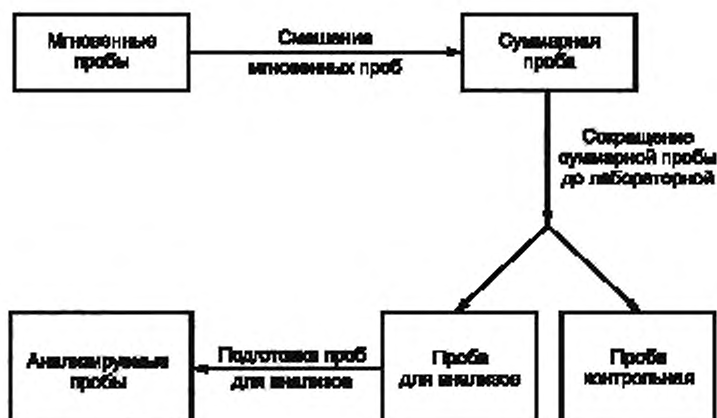 Мгновенные
пробы
Смешение
мгновенных проб
Суммарная
проба
Сокращение
суммарной пробы
до лабораторной
Анализируемые
пробы
Подготовка проб
для анализов
Проба
для анализов
Проба
контрольная